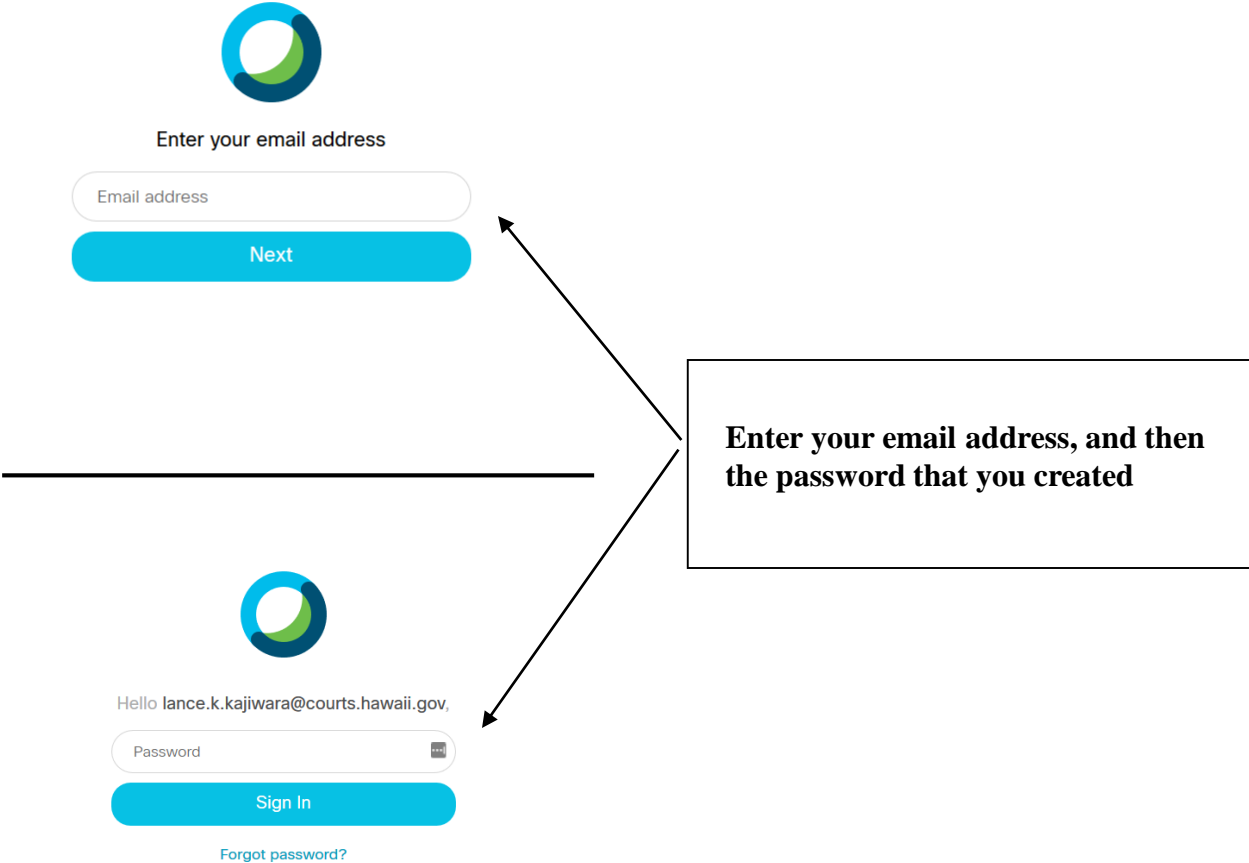 Enter your email address
Email address
Next
Enter your email address, and then
the password that you created
Hello lance.k.kajiwara@courts.hawaii.gov,
Password
Sign In
Forgot password?